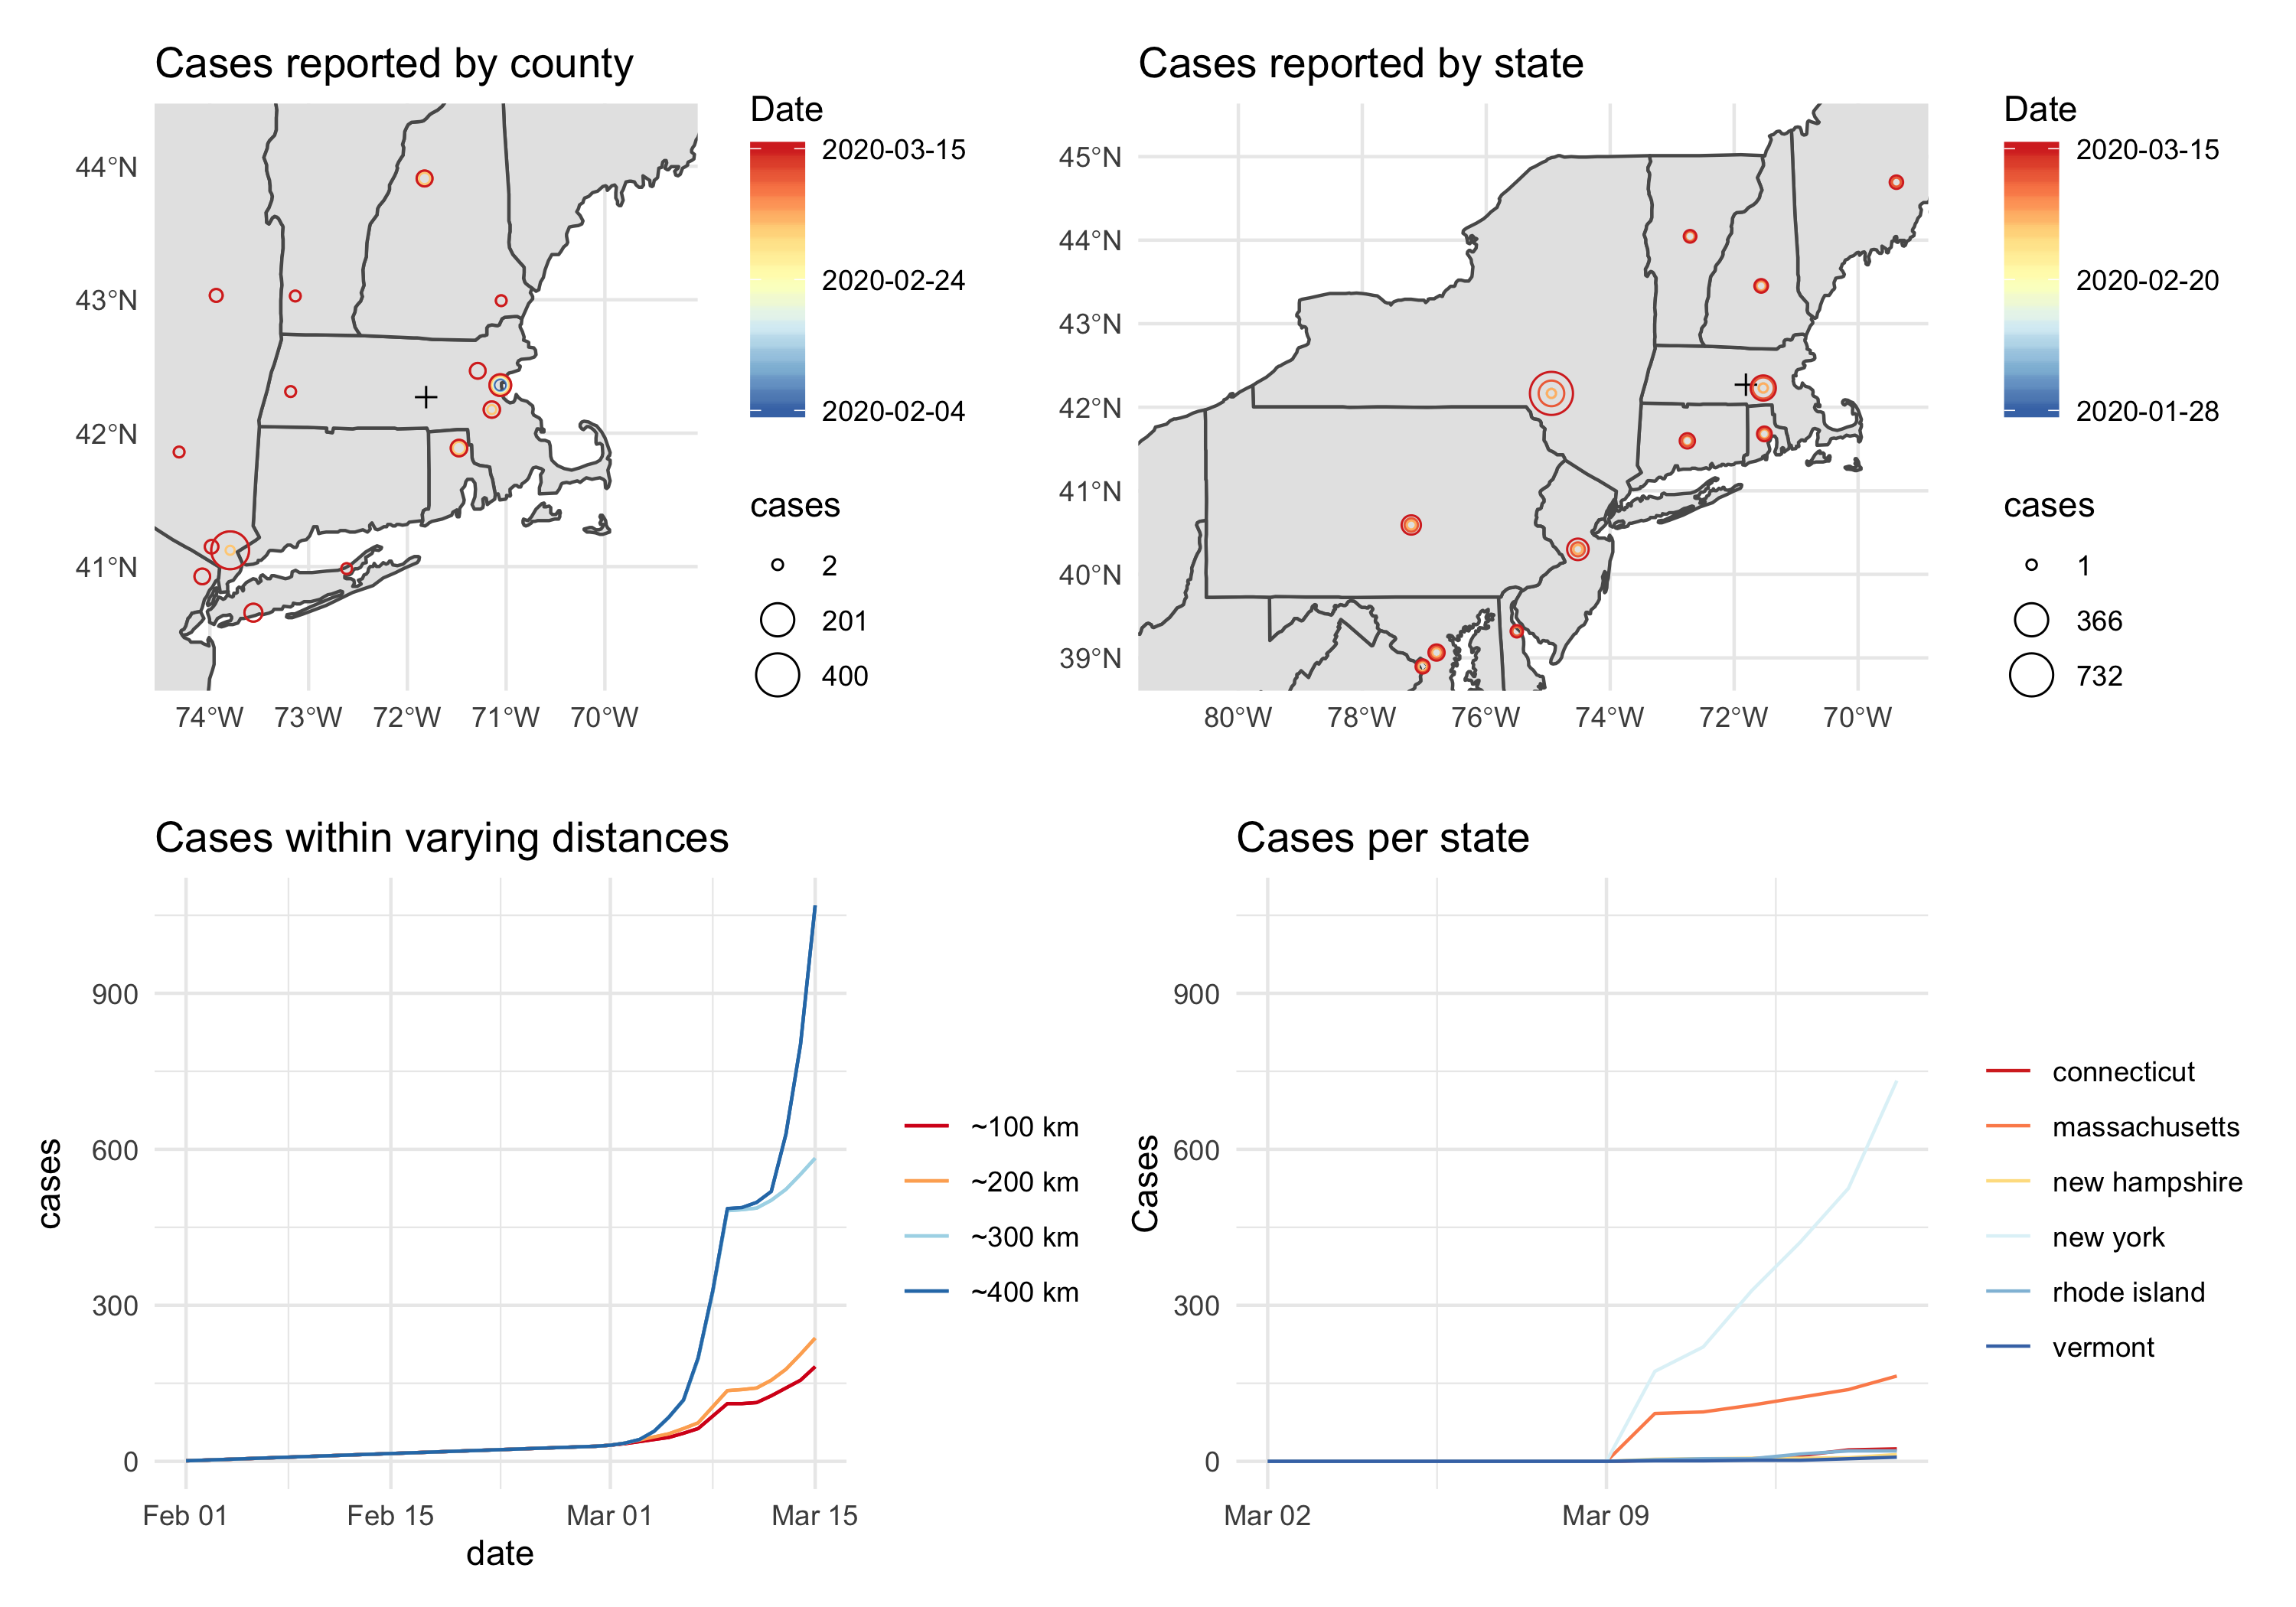 Cases reported by county
44°N
43°N
42°N
41°N
74°W 73°W 72°W 71°W 70°W
Date
2020-03-15
2020-02-24
2020-02-04
cases
2
201
400
Cases reported by state
45°N
44°N
43°N
42°N
41°N
40°N
39°N
80°W 78°W 76°W 74°W 72°W 70°W
Date
2020-03-15
2020-02-20
2020-01-28
cases
1
366
732
Cases within varying distances
cases
900
600
300
0
Feb 01 Feb 15 Mar 01 Mar 15
date
~100 km
~200 km
~300 km
~400 km
Cases per state
Cases
900
600
300
0
Mar 02 Mar 09
connecticut
massachusetts
new hampshire
new york
rhode island
vermont